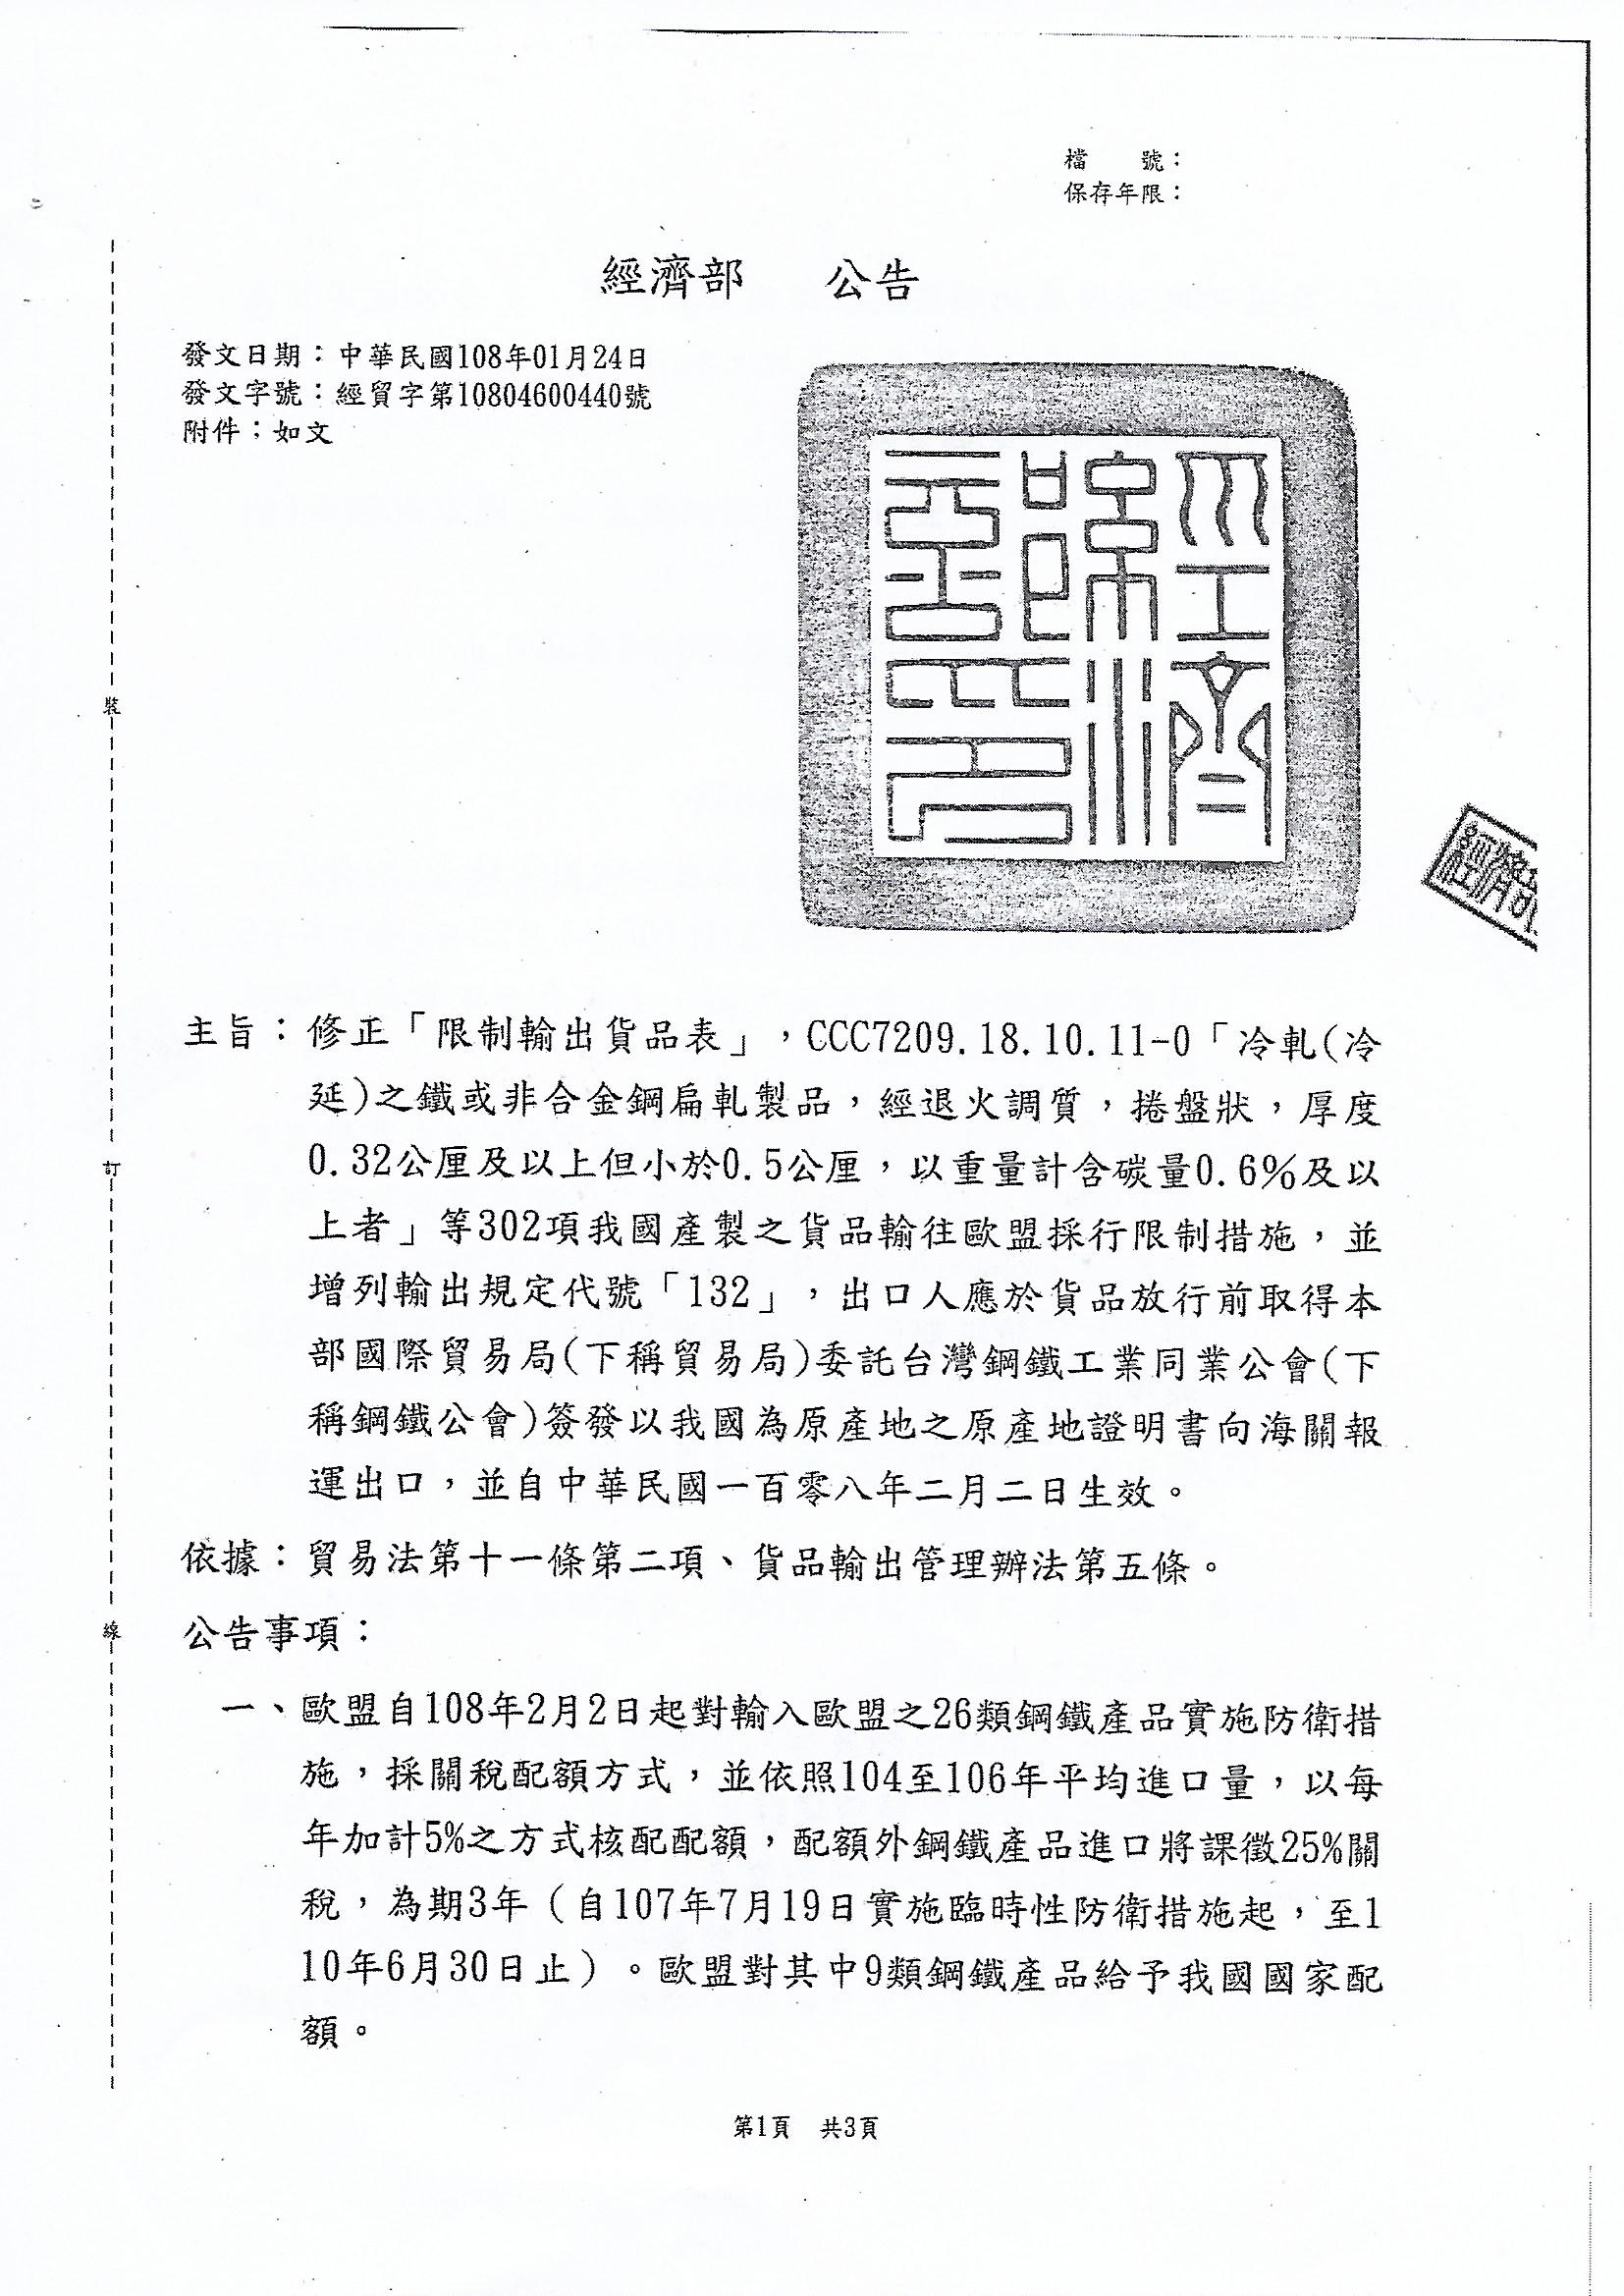 檔　　號：
保存年限：
經濟部　公告
發文日期：中華民國108年01月24日
發文字號：經貿字第10804600440號
附件：如文
經濟部印
經濟部
裝
訂
線
主旨：修正「限制輸出貨品表」，CCC7209.18.10.11-0「冷軋(冷
延)之鐵或非合金鋼扁軋製品，經退火調質，捲盤狀，厚度
0.32公厘及以上但小於0.5公厘，以重量計含碳量0.6%及以
上者」等302項我國產製之貨品輸往歐盟採行限制措施，並
增列輸出規定代號「132」，出口人應於貨品放行前取得本
部國際貿易局(下稱貿易局)委託台灣鋼鐵工業同業公會(下
稱鋼鐵公會)簽發以我國為原產地之原產地證明書向海關報
運出口，並自中華民國一百零八年二月二日生效。
依據：貿易法第十一條第二項、貨品輸出管理辦法第五條。
公告事項：
一、歐盟自108年2月2日起對輸入歐盟之26類鋼鐵產品實施防衛措
施，採關稅配額方式，並依照104至106年平均進口量，以每
年加計5%之方式核配配額，配額外鋼鐵產品進口將課徵25%關
稅，為期3年（自107年7月19日實施臨時性防衛措施起，至1
10年6月30日止）。歐盟對其中9類鋼鐵產品給予我國國家配
額。
第1頁　共3頁